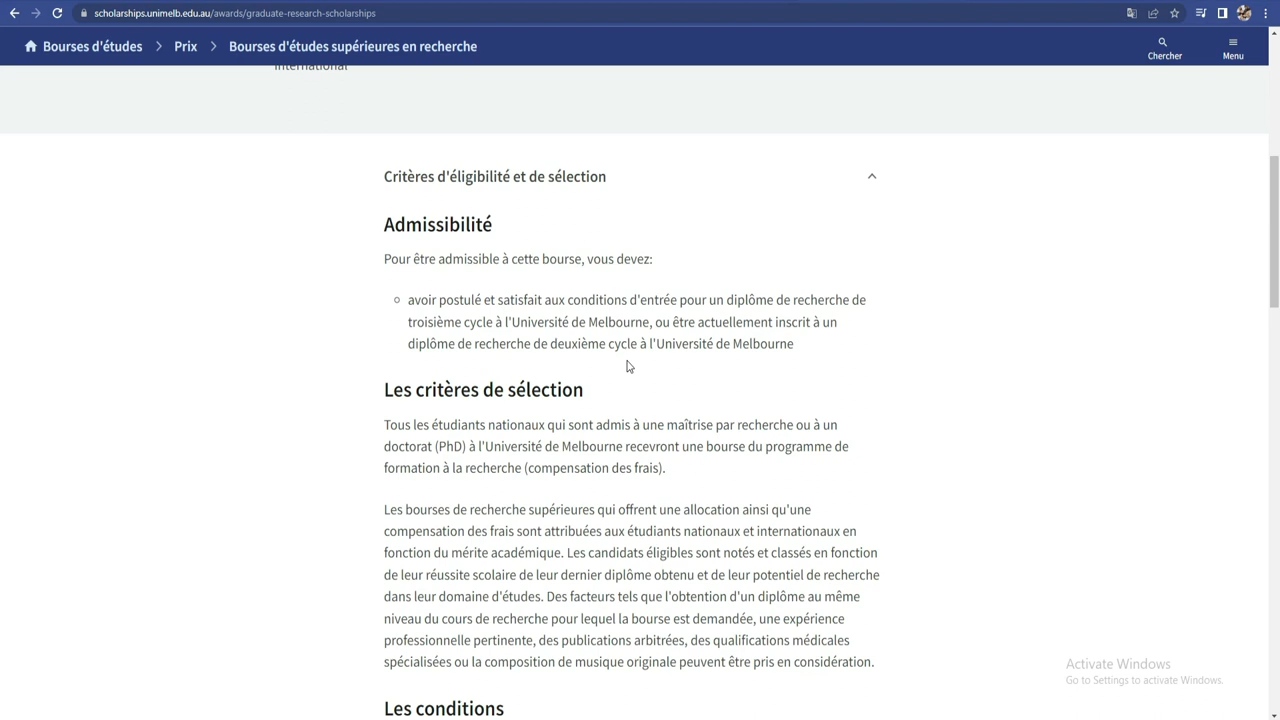 scholarships.unimelb.edu.au/awards/graduate-research-scholarships
Bourses d'études
Prix
Bourses d'études supérieures en recherche
Chercher
Menu
international
Critères d'éligibilité et de sélection
Admissibilité
Pour être admissible à cette bourse, vous devez:
avoir postulé et satisfait aux conditions d'entrée pour un diplôme de recherche de
troisième cycle à l'Université de Melbourne, ou être actuellement inscrit à un
diplôme de recherche de deuxième cycle à l'Université de Melbourne
Les critères de sélection
Tous les étudiants nationaux qui sont admis à une maîtrise par recherche ou à un
doctorat (PhD) à l'Université de Melbourne recevront une bourse du programme de
formation à la recherche (compensation des frais).
Les bourses de recherche supérieures qui offrent une allocation ainsi qu'une
compensation des frais sont attribuées aux étudiants nationaux et internationaux en
fonction du mérite académique. Les candidats éligibles sont notés et classés en fonction
de leur réussite scolaire de leur dernier diplôme obtenu et de leur potentiel de recherche
dans leur domaine d'études. Des facteurs tels que l'obtention d'un diplôme au même
niveau du cours de recherche pour lequel la bourse est demandée, une expérience
professionnelle pertinente, des publications arbitrées, des qualifications médicales
spécialisées ou la composition de musique originale peuvent être pris en considération.
Activate Windows
Go to Settings to activate Windows.
Les conditions